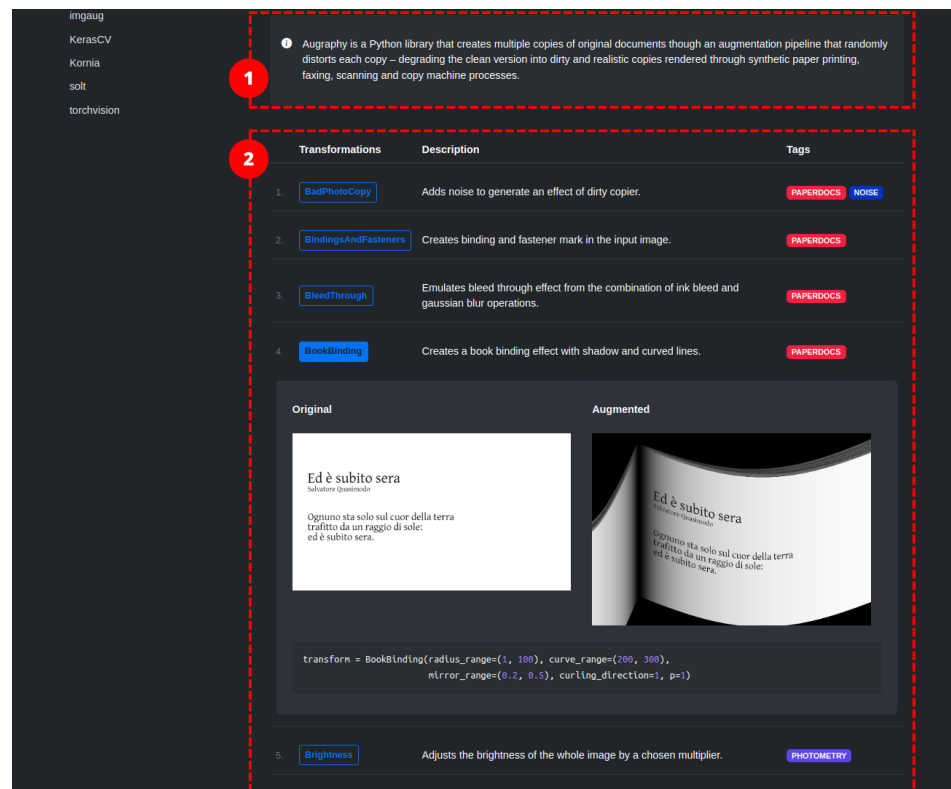 imgaug
KerasCV
Kornia
solt
torchvision
1
Augraphy is a Python library that creates multiple copies of original documents though an augmentation pipeline that randomly
distorts each copy – degrading the clean version into dirty and realistic copies rendered through synthetic paper printing,
faxing, scanning and copy machine processes.
2
Transformations Description Tags
1. BadPhotoCopy Adds noise to generate an effect of dirty copier. PAPERDOCS NOISE
2. BindingsAndFasteners Creates binding and fastener mark in the input image. PAPERDOCS
3. BleedThrough Emulates bleed through effect from the combination of ink bleed and
gaussian blur operations. PAPERDOCS
4. BookBinding Creates a book binding effect with shadow and curved lines. PAPERDOCS
Original Augmented
Ed è subito sera
Salvatore Quasimodo
Ognuno sta solo sul cuor della terra
trafitto da un raggio di sole:
ed è subito sera.
Ed è subito sera
Salvatore Quasimodo
Ognuno sta solo sul cuor della terra
trafitto da un raggio di sole:
ed è subito sera.
transform = BookBinding(radius_range=(1, 100), curve_range=(200, 300),
mirror_range=(0.2, 0.5), curling_direction=1, p=1)
5. Brightness Adjusts the brightness of the whole image by a chosen multiplier. PHOTOMETRY